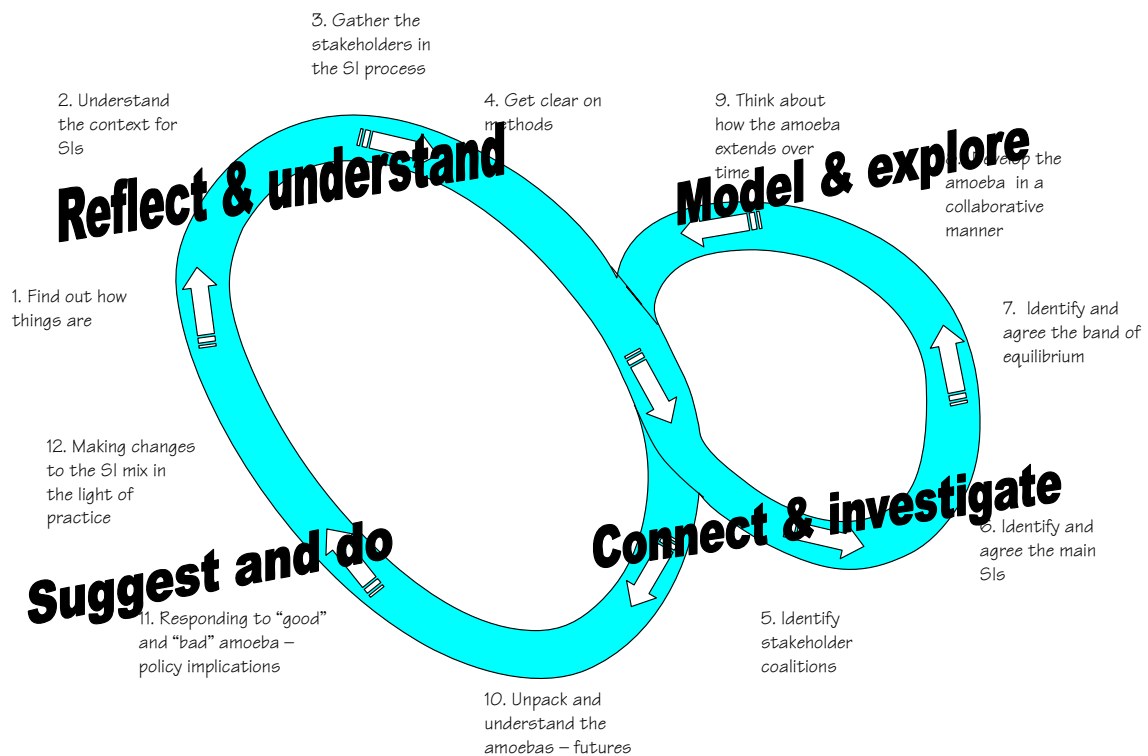 3. Gather the
stakeholders in
the SI process
2. Understand
the context for
SIs
4. Get clear on
methods
9. Think about
how the amoeba
extends over
time
Reflect & understand
Model & explore
Develop the
amoeba in a
collaborative
manner
1. Find out how
things are
7. Identify and
agree the band of
equilibrium
12. Making changes
to the SI mix in
the light of
practice
Connect & investigate
6. Identify and
agree the main
SIs
Suggest and do
11. Responding to “good”
and “bad” amoeba –
policy implications
5. Identify
stakeholder
coalitions
10. Unpack and
understand the
amoebas – futures